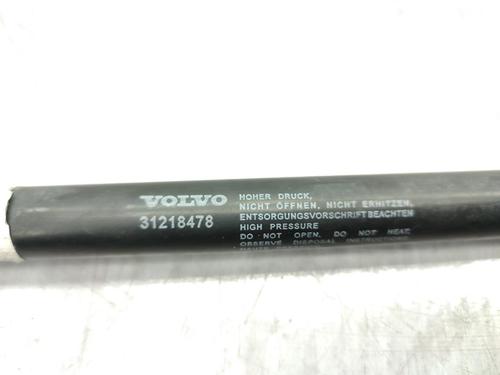 VOLVO
31218478
HOHER DRUCK,
NICHT ÖFFNEN. NICHT ERHITZEN.
ENTSORGUNGSVORSCHRIFT BEACHTEN
HIGH PRESSURE
DO NOT OPEN. DO NOT HEAT
OBSERVE DISPOSAL INSTRUCTIONS